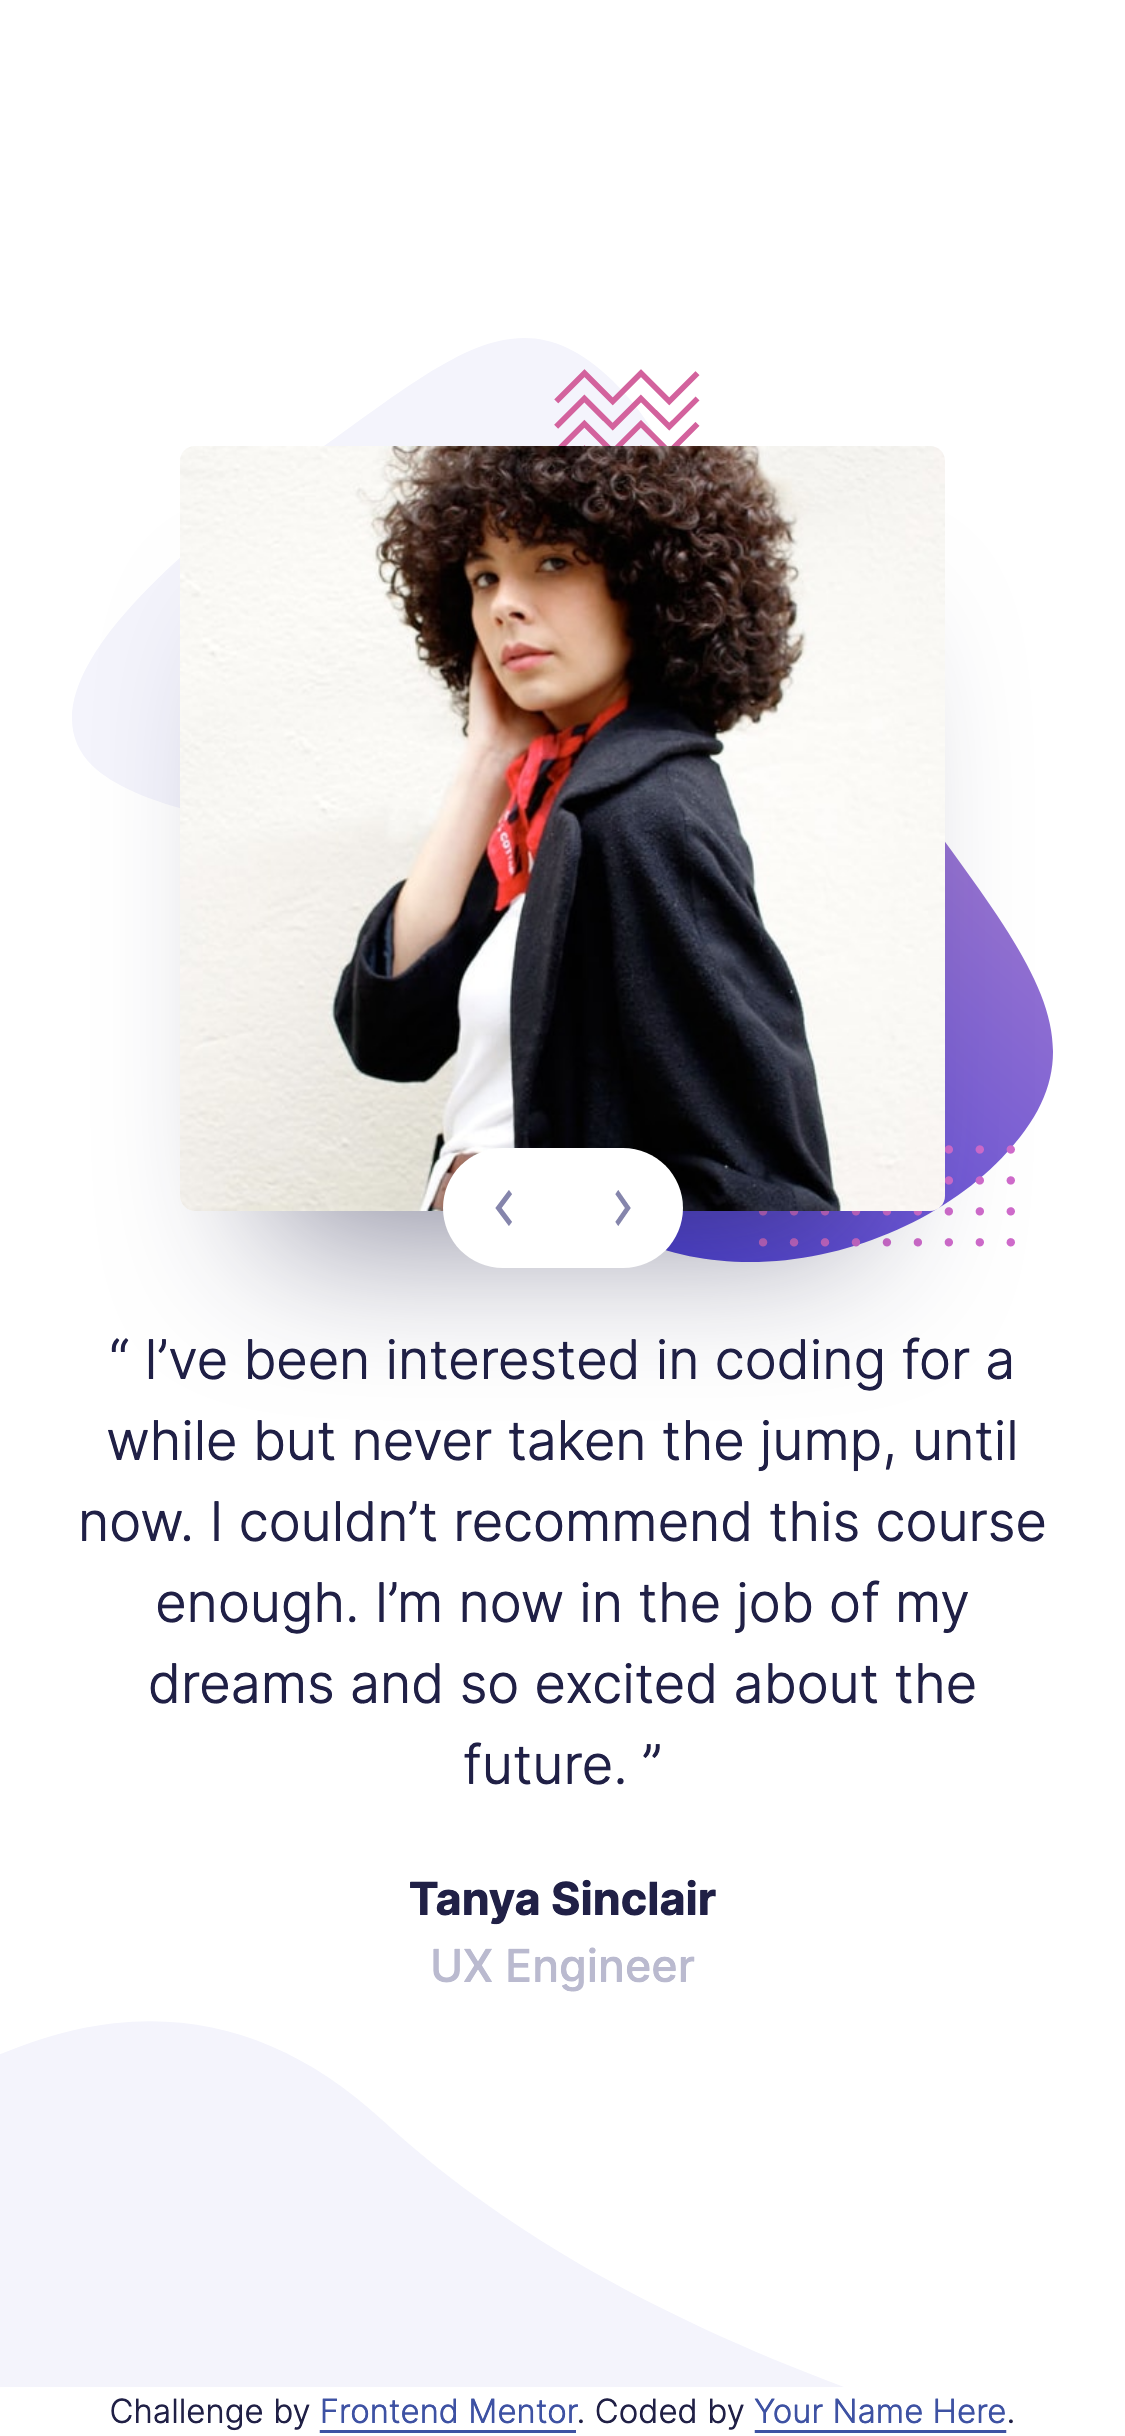 “ I’ve been interested in coding for a
while but never taken the jump, until
now. I couldn’t recommend this course
enough. I’m now in the job of my
dreams and so excited about the
future. ”
Tanya Sinclair
UX Engineer
Challenge by Frontend Mentor. Coded by Your Name Here.